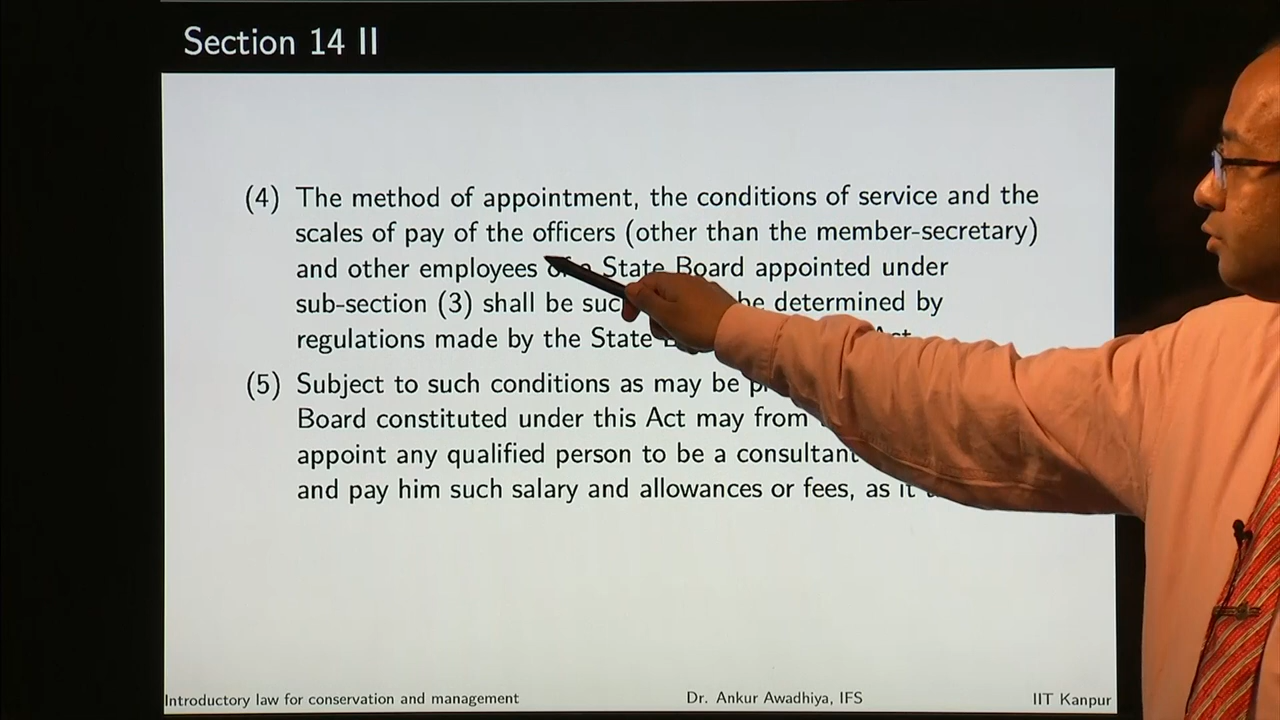 Section 14 II
(4) The method of appointment, the conditions of service and the
scales of pay of the officers (other than the member-secretary)
and other employees State Board appointed under
sub-section (3) shall be be determined by
regulations made by the State Act
(5) Subject to such conditions as may be
Board constituted under this Act may from
appoint any qualified person to be a consultant
and pay him such salary and allowances or fees, as it
Introductory law for conservation and management Dr. Ankur Awadhiya, IFS IIT Kanpur